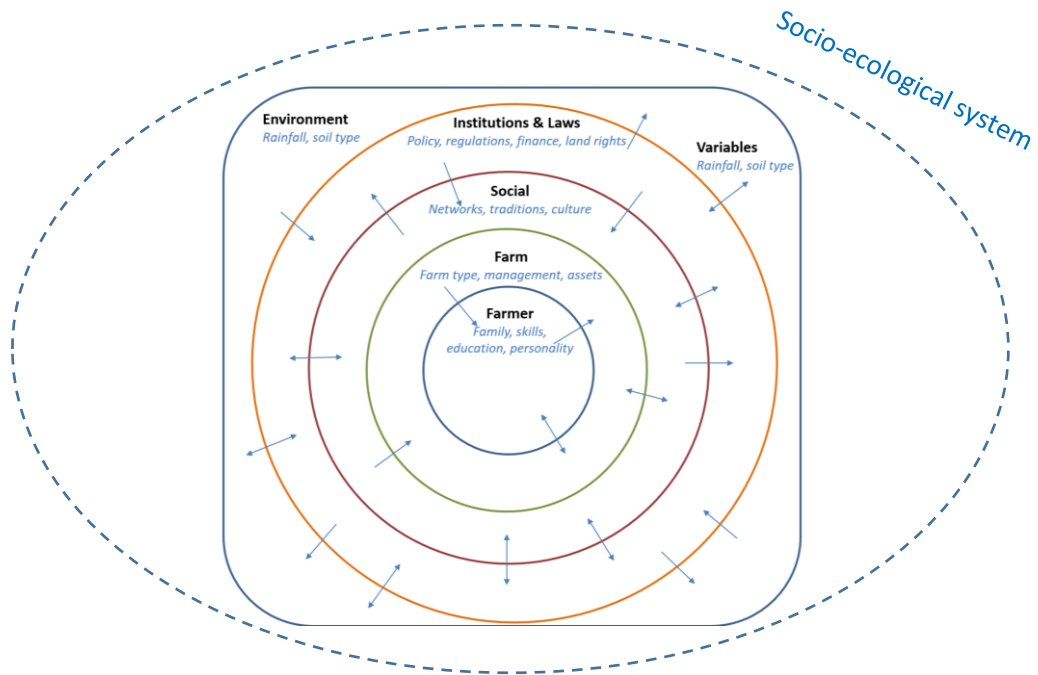 Socio-ecological system
Environment
Rainfall, soil type
Institutions & Laws
Policy, regulations, finance, land rights
Variables
Rainfall, soil type
Social
Networks, traditions, culture
Farm
Farm type, management, assets
Farmer
Family, skills,
education, personality